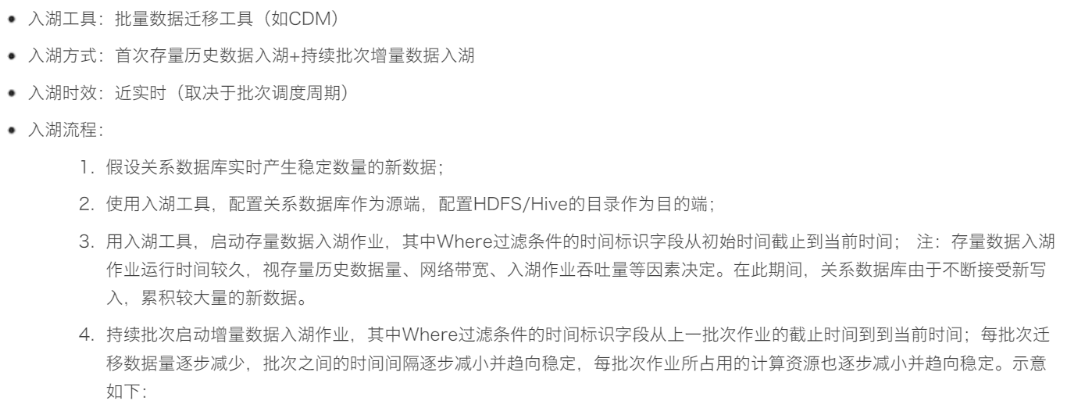 • 入湖工具：批量数据迁移工具（如CDM）
• 入湖方式：首次存量历史数据入湖+持续批次增量数据入湖
• 入湖时效：近实时（取决于批次调度周期）
• 入湖流程：
1. 假设关系数据库实时产生稳定数量的新数据；
2. 使用入湖工具，配置关系数据库作为源端，配置HDFS/Hive的目录作为目的端；
3. 用入湖工具，启动存量数据入湖作业，其中Where过滤条件的时间标识字段从初始时间截止到当前时间； 注：存量数据入湖
作业运行时间较久，视存量历史数据量、网络带宽、入湖作业吞吐量等因素决定。在此期间，关系数据库由于不断接受新写
入，累积较大量的新数据。
4. 持续批次启动增量数据入湖作业，其中Where过滤条件的时间标识字段从上一批次作业的截止时间到到当前时间；每批次迁
移数据量逐步减少，批次之间的时间间隔逐步减小并趋向稳定，每批次作业所占用的计算资源也逐步减小并趋向稳定。示意
如下：